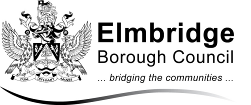 Elmbridge
Borough Council
... bridging the communities ...